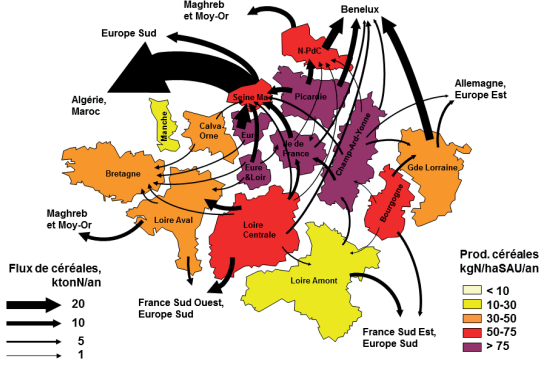 Maghreb
et Moy-Or
Benelux
Europe Sud
N-PdC
Algérie,
Maroc
Seine Ma
Picardie
Allemagne,
Europe Est
Manche
Calva-
Orne
Eur
Ile de
France
Champ-Ard-Yonne
Gde Lorraine
Bretagne
Eure
&Loir
Bourgogne
Maghreb
et Moy-Or
Loire Aval
Loire
Centrale
Loire Amont
Flux de céréales,
ktonN/an
20
10
5
1
France Sud Ouest,
Europe Sud
France Sud Est,
Europe Sud
Prod. céréales
kgN/haSAU/an
< 10
10-30
30-50
50-75
> 75